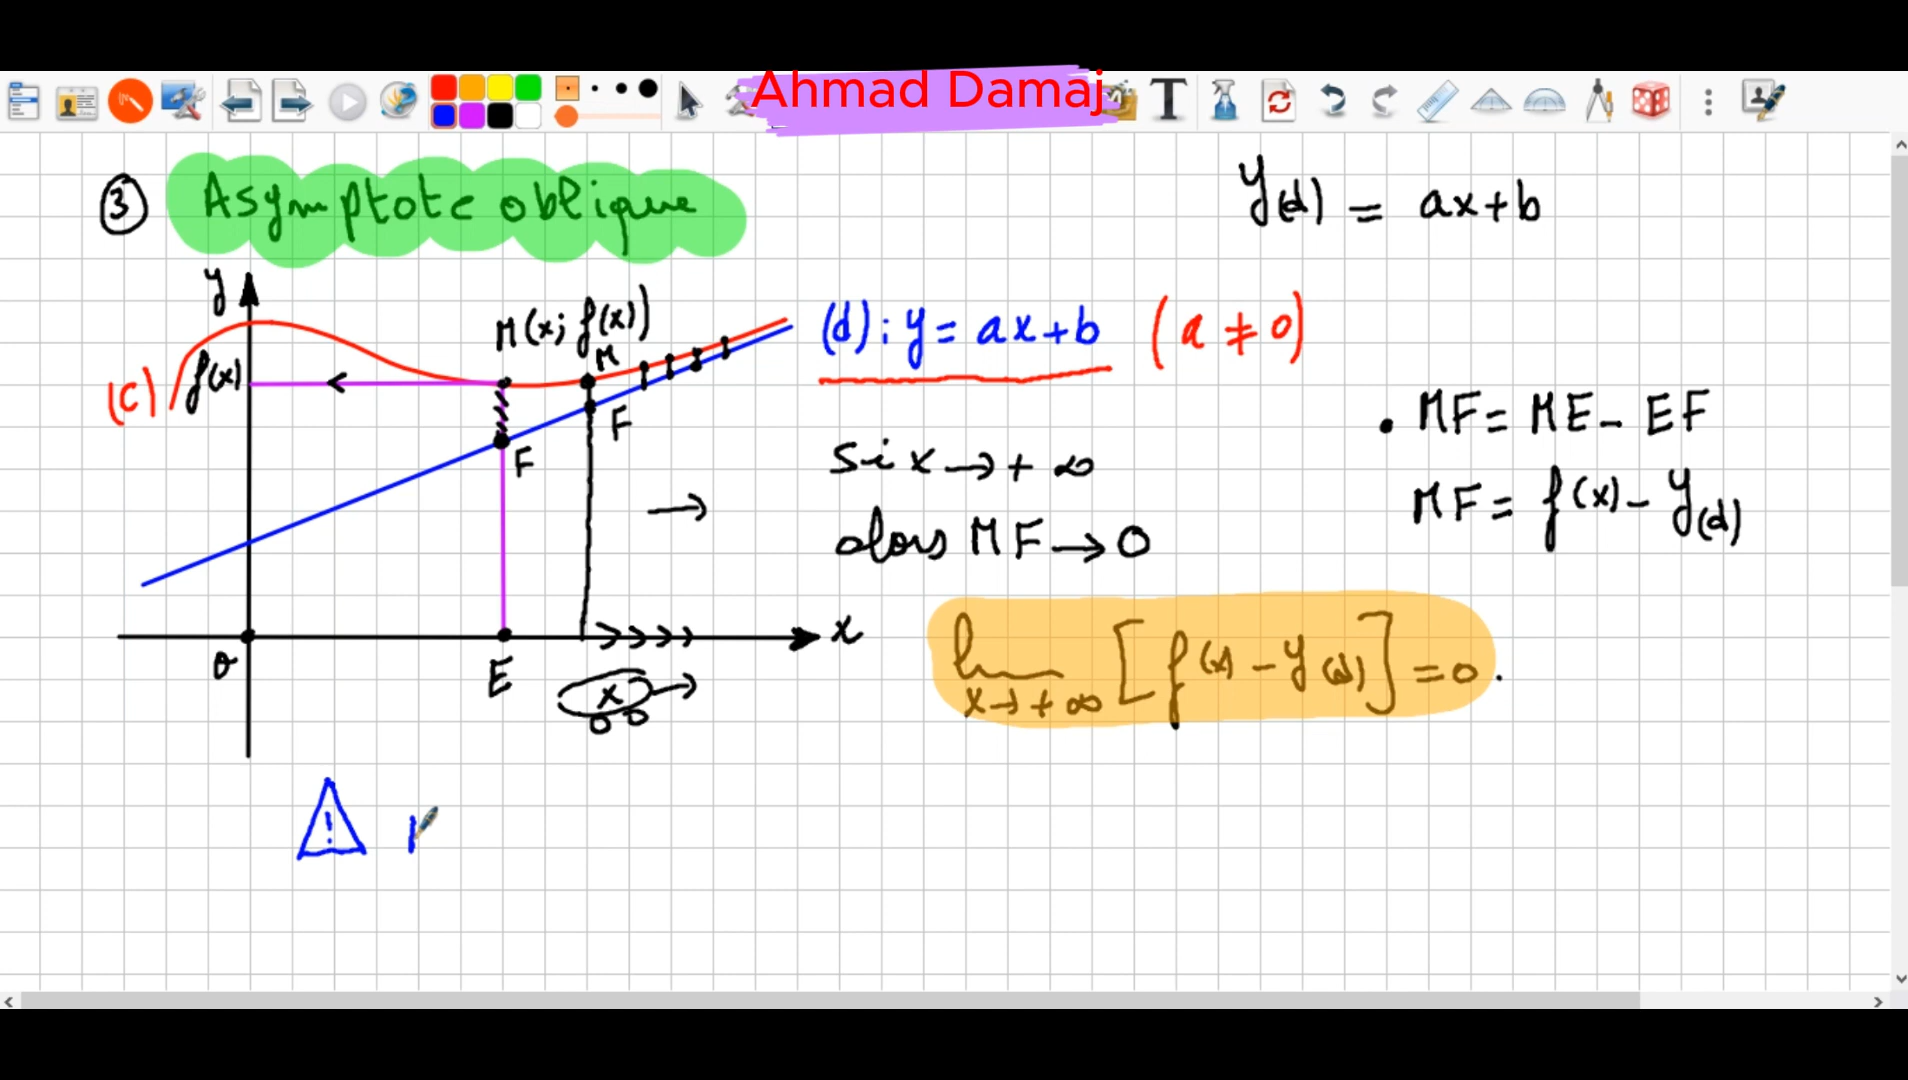 Ahmad Damaj
③ Asymptote oblique
y(d) = ax+b
y
M(x; f(x))
(d): y = ax+b (a ≠ 0)
M
(C)
f(x)
F
F
• MF = ME - EF
si x → + ∞
MF = f(x) - y(d)
alors MF → 0
x
O
E
x
lim [f(x) - y(d)] = 0.
x → + ∞
!